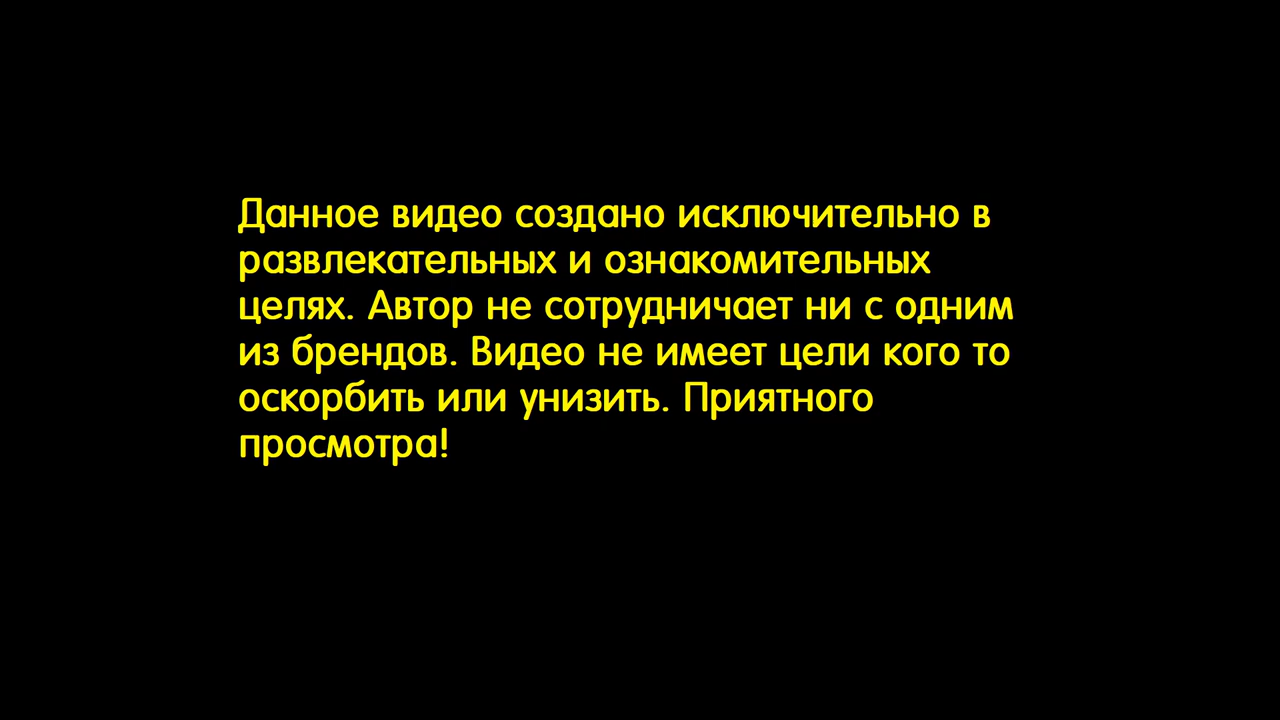 Данное видео создано исключительно в
развлекательных и ознакомительных
целях. Автор не сотрудничает ни с одним
из брендов. Видео не имеет цели кого то
оскорбить или унизить. Приятного
просмотра!